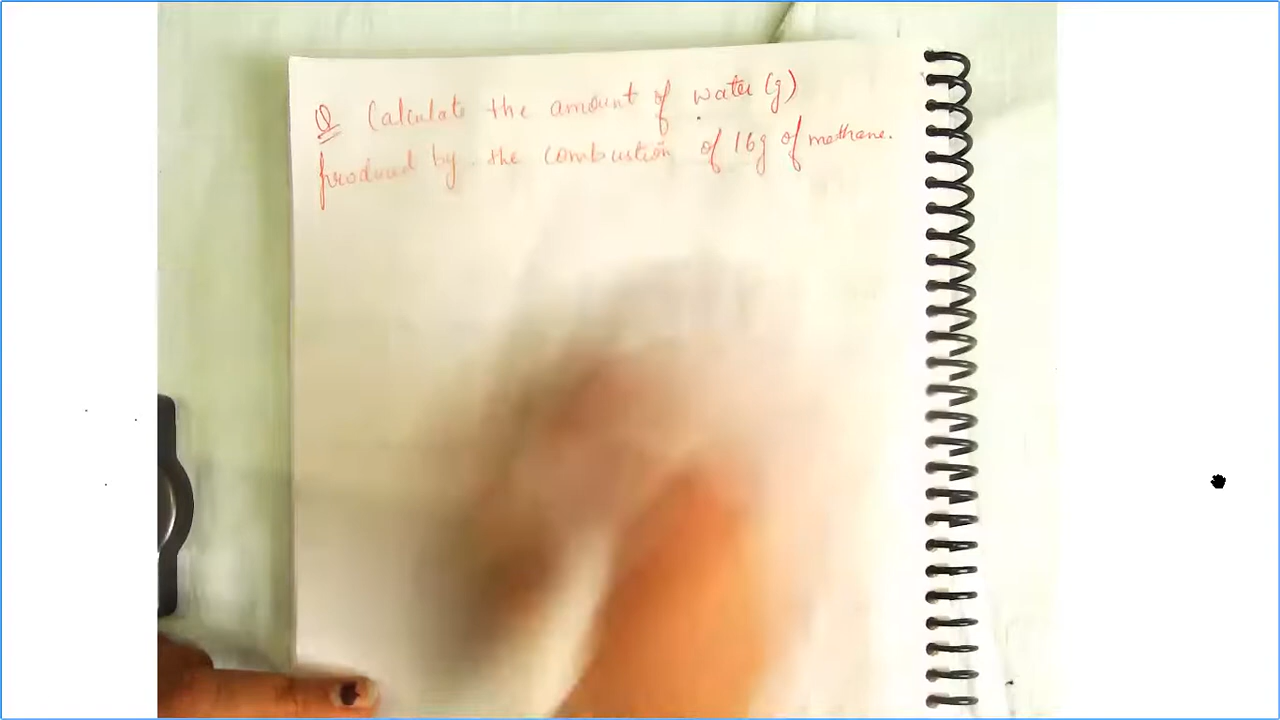 Q Calculate the amount of water (g)
produced by the combustion of 16g of methane.